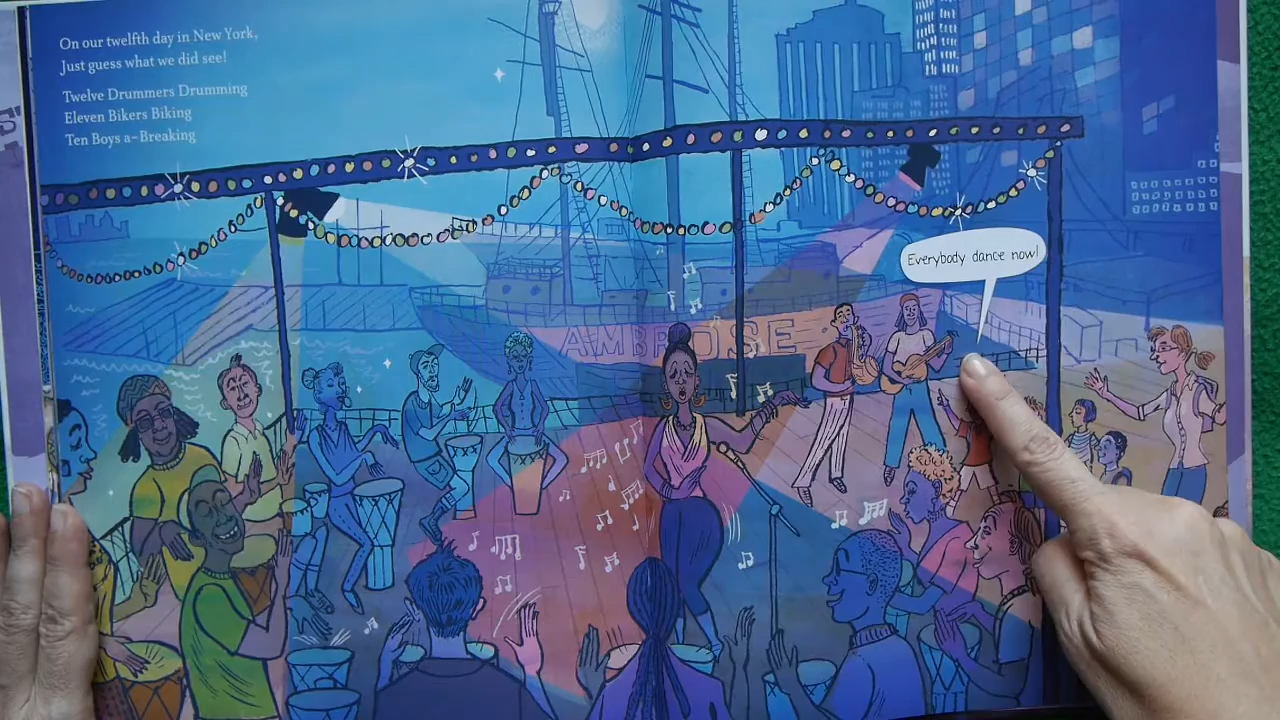 On our twelfth day in New York,
Just guess what we did see!
Twelve Drummers Drumming
Eleven Bikers Biking
Ten Boys a-Breaking
Everybody dance now!
AMBROSE